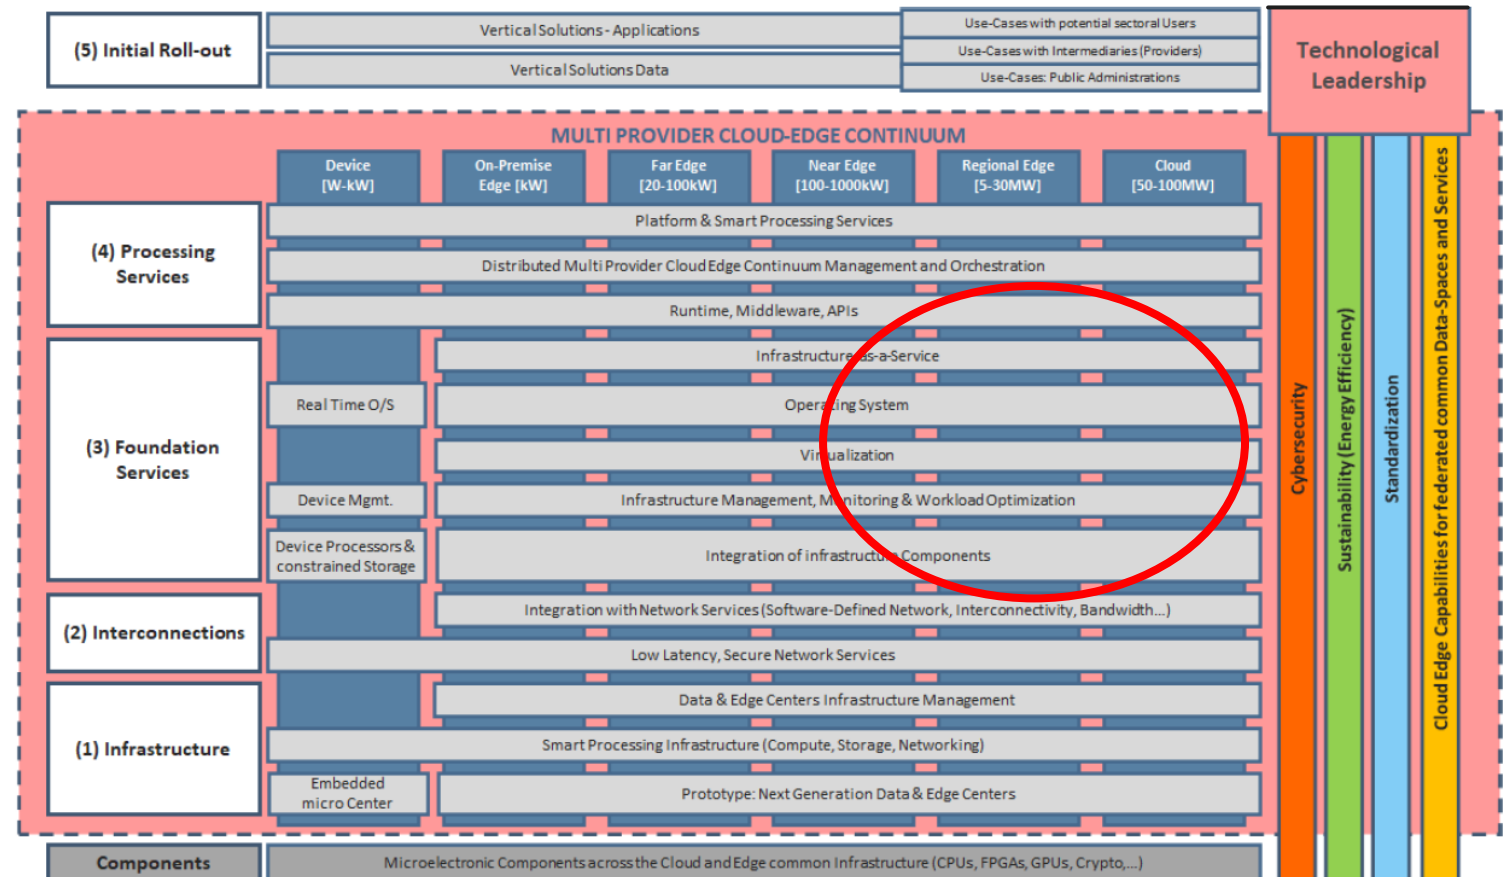 (5) Initial Roll-out
Vertical Solutions - Applications
Vertical Solutions Data
Use-Cases with potential sectoral Users
Use-Cases with Intermediaries (Providers)
Use-Cases: Public Administrations
Technological
Leadership
MULTI PROVIDER CLOUD-EDGE CONTINUUM
Device
[W-kW]
On-Premise
Edge [kW]
Far Edge
[20-100kW]
Near Edge
[100-1000kW]
Regional Edge
[5-30MW]
Cloud
[50-100MW]
(4) Processing
Services
Platform & Smart Processing Services
Distributed Multi Provider Cloud Edge Continuum Management and Orchestration
Runtime, Middleware, APIs
(3) Foundation
Services
Infrastructure-as-a-Service
Real Time O/S
Operating System
Virtualization
Device Mgmt.
Infrastructure Management, Monitoring & Workload Optimization
Device Processors &
constrained Storage
Integration of infrastructure Components
(2) Interconnections
Integration with Network Services (Software-Defined Network, Interconnectivity, Bandwidth...)
Low Latency, Secure Network Services
(1) Infrastructure
Data & Edge Centers Infrastructure Management
Smart Processing Infrastructure (Compute, Storage, Networking)
Embedded
micro Center
Prototype: Next Generation Data & Edge Centers
Components
Microelectronic Components across the Cloud and Edge common Infrastructure (CPUs, FPGAs, GPUs, Crypto,...)
Cybersecurity
Sustainability (Energy Efficiency)
Standardization
Cloud Edge Capabilities for federated common Data-Spaces and Services